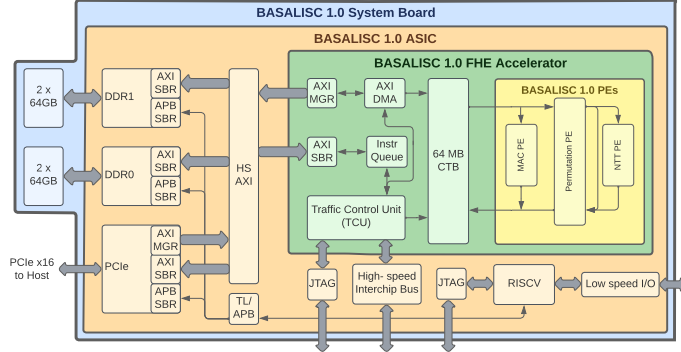 BASALISC 1.0 System Board
BASALISC 1.0 ASIC
BASALISC 1.0 FHE Accelerator
BASALISC 1.0 PEs
2 x
64GB
DDR1
AXI
SBR
APB
SBR
2 x
64GB
DDR0
AXI
SBR
APB
SBR
PCIe x16
to Host
PCIe
AXI
MGR
AXI
SBR
APB
SBR
HS
AXI
TL/
APB
AXI
MGR
AXI
DMA
AXI
SBR
Instr
Queue
Traffic Control Unit
(TCU)
64 MB
CTB
MAC PE
Permutation PE
NTT PE
JTAG
High- speed
Interchip Bus
JTAG
RISCV
Low speed I/O